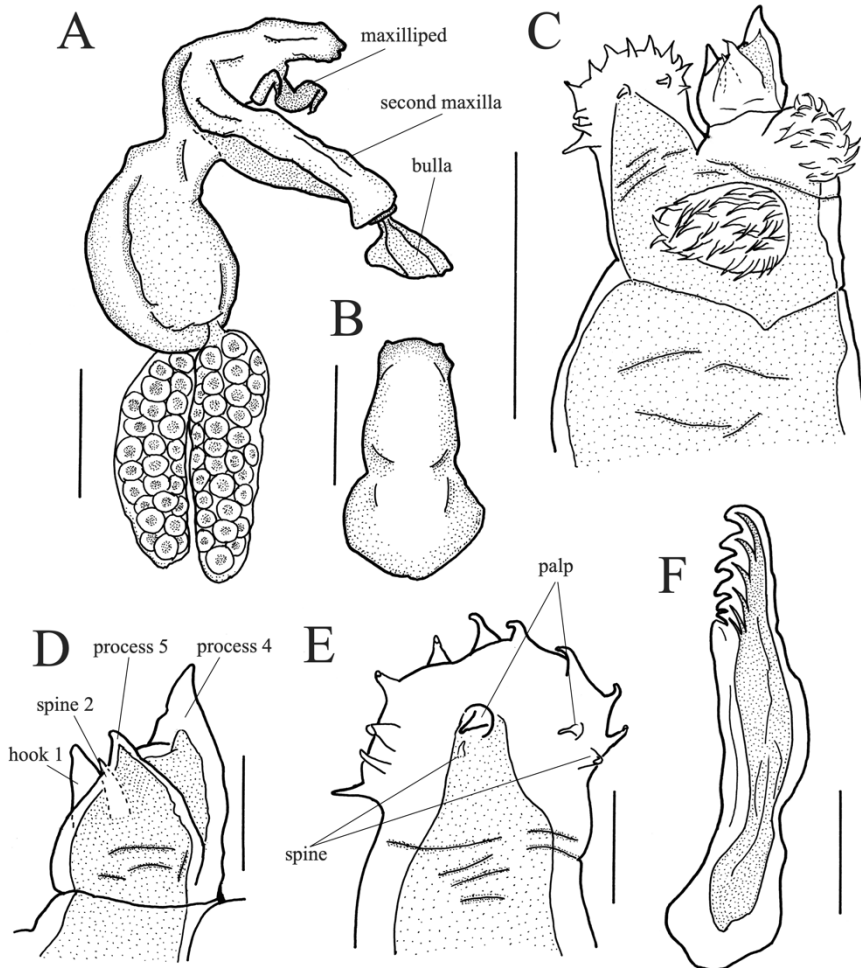 A
maxilliped
second maxilla
bulla
B
C
D
process 5
process 4
spine 2
hook 1
E
palp
spine
F